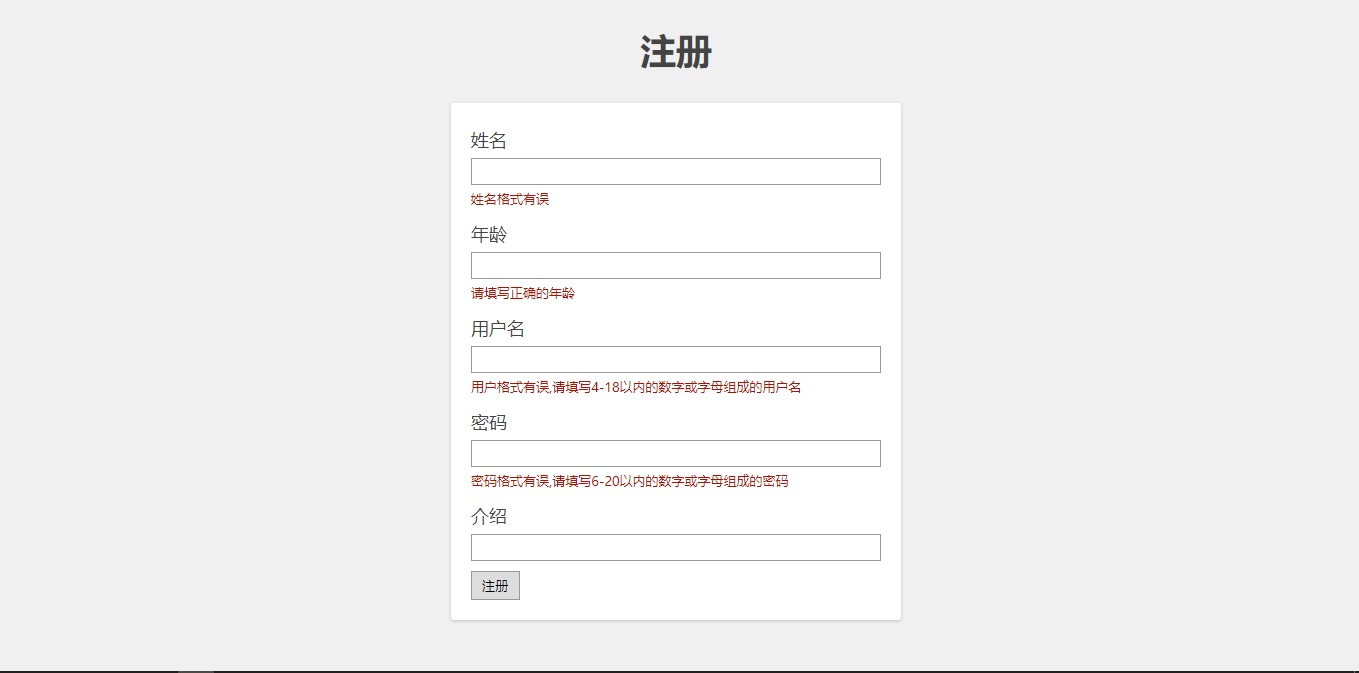 注册
姓名
姓名格式有误
年龄
请填写正确的年龄
用户名
用户格式有误,请填写4-18以内的数字或字母组成的用户名
密码
密码格式有误,请填写6-20以内的数字或字母组成的密码
介绍
注册